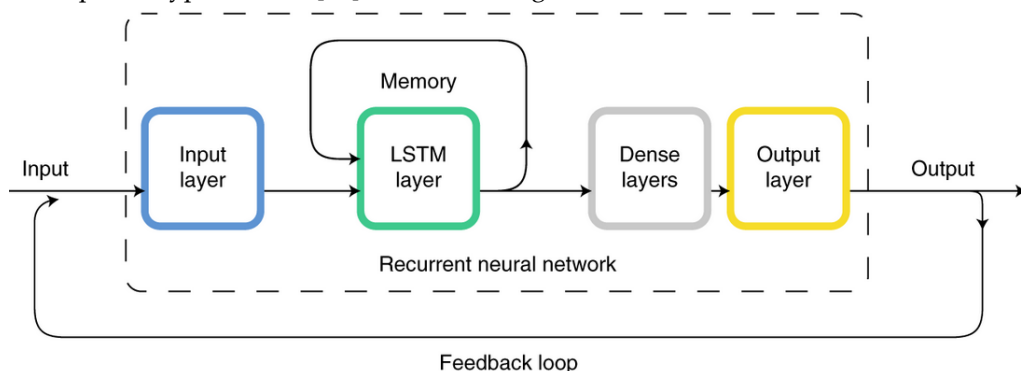 Memory
Input
Input
layer
LSTM
layer
Dense
layers
Output
layer
Output
Recurrent neural network
Feedback loop